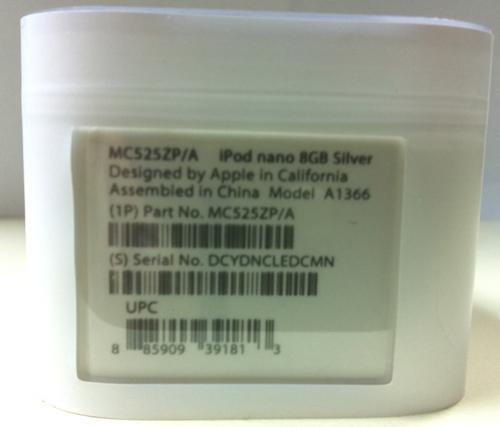 MC525ZP/A iPod nano 8GB Silver
Designed by Apple in California
Assembled in China Model A1366
(1P) Part No. MC525ZP/A
(S) Serial No. DCYDNCLEDCMN
UPC
8 85909 39181 3